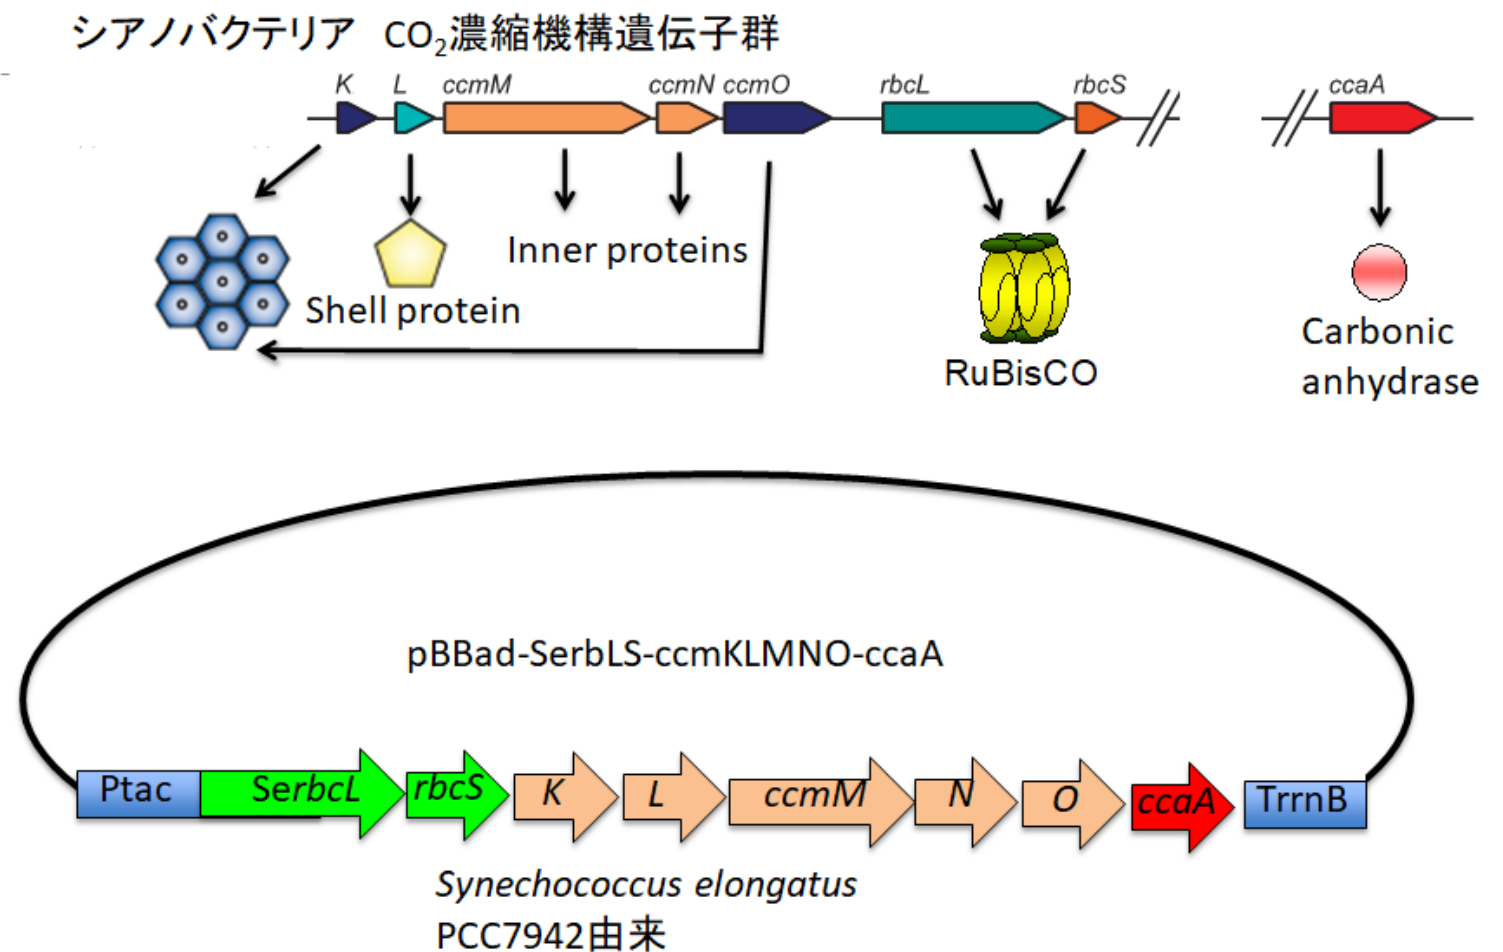 シアノバクテリア CO₂濃縮機構遺伝子群
K L ccmM ccmN ccmO rbcL rbcS ccaA
Inner proteins
Shell protein
Carbonic
anhydrase
RuBisCO
pBBad-SerbLS-ccmKLMNO-ccaA
Ptac SerbcL rbcS K L ccmM N O ccaA TrrnB
Synechococcus elongatus
PCC7942由来